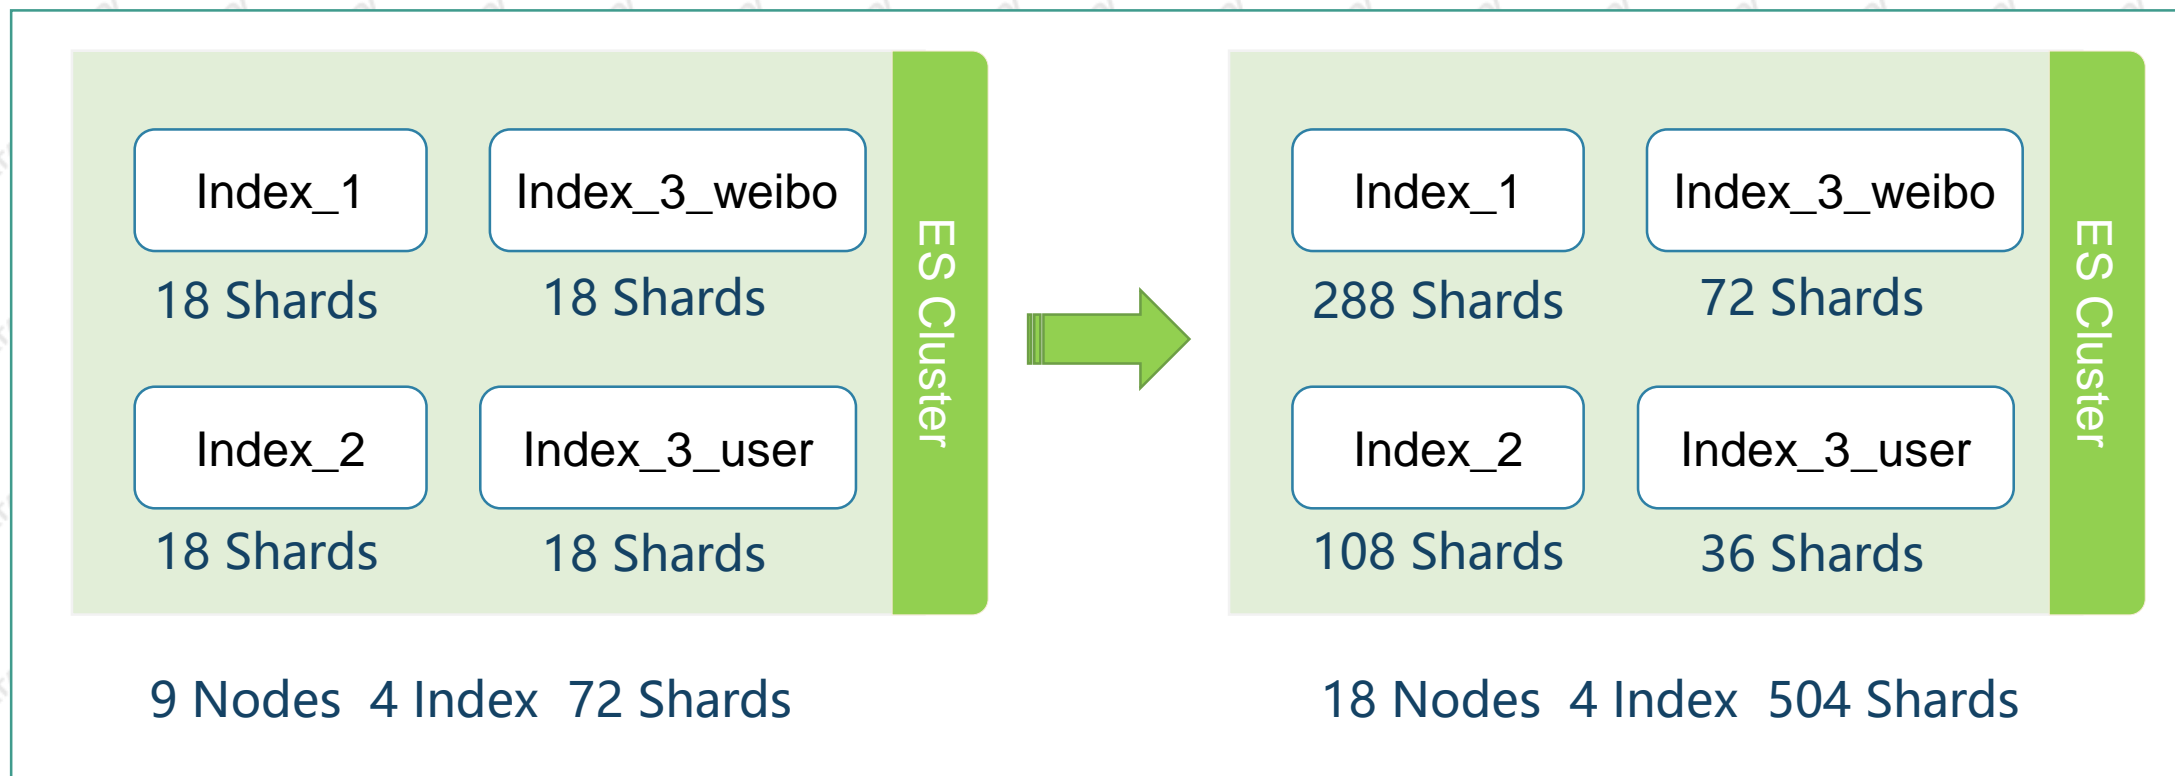 Index_1
Index_3_weibo
18 Shards
18 Shards
Index_2
Index_3_user
18 Shards
18 Shards
ES Cluster
9 Nodes 4 Index 72 Shards
Index_1
Index_3_weibo
288 Shards
72 Shards
Index_2
Index_3_user
108 Shards
36 Shards
ES Cluster
18 Nodes 4 Index 504 Shards